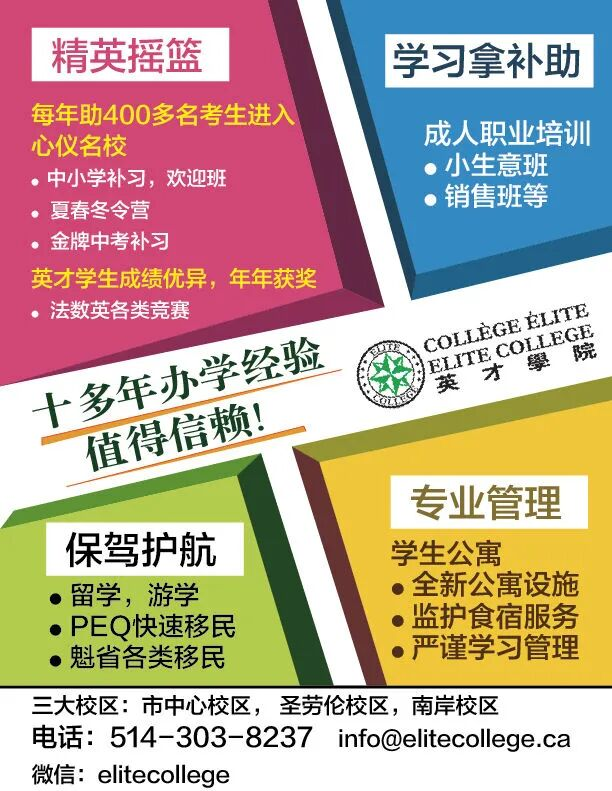 精英摇篮
每年助400多名考生进入
心仪名校
• 中小学补习，欢迎班
• 夏春冬令营
• 金牌中考补习
英才学生成绩优异，年年获奖
• 法数英各类竞赛
学习拿补助
成人职业培训
• 小生意班
• 销售班等
十多年办学经验
值得信赖！
ELITE
COLLEGE
COLLÈGE ÉLITE
ELITE COLLEGE
英才學院
保驾护航
• 留学，游学
• PEQ快速移民
• 魁省各类移民
专业管理
学生公寓
• 全新公寓设施
• 监护食宿服务
• 严谨学习管理
三大校区：市中心校区，圣劳伦校区，南岸校区
电话：514-303-8237 info@elitecollege.ca
微信：elitecollege